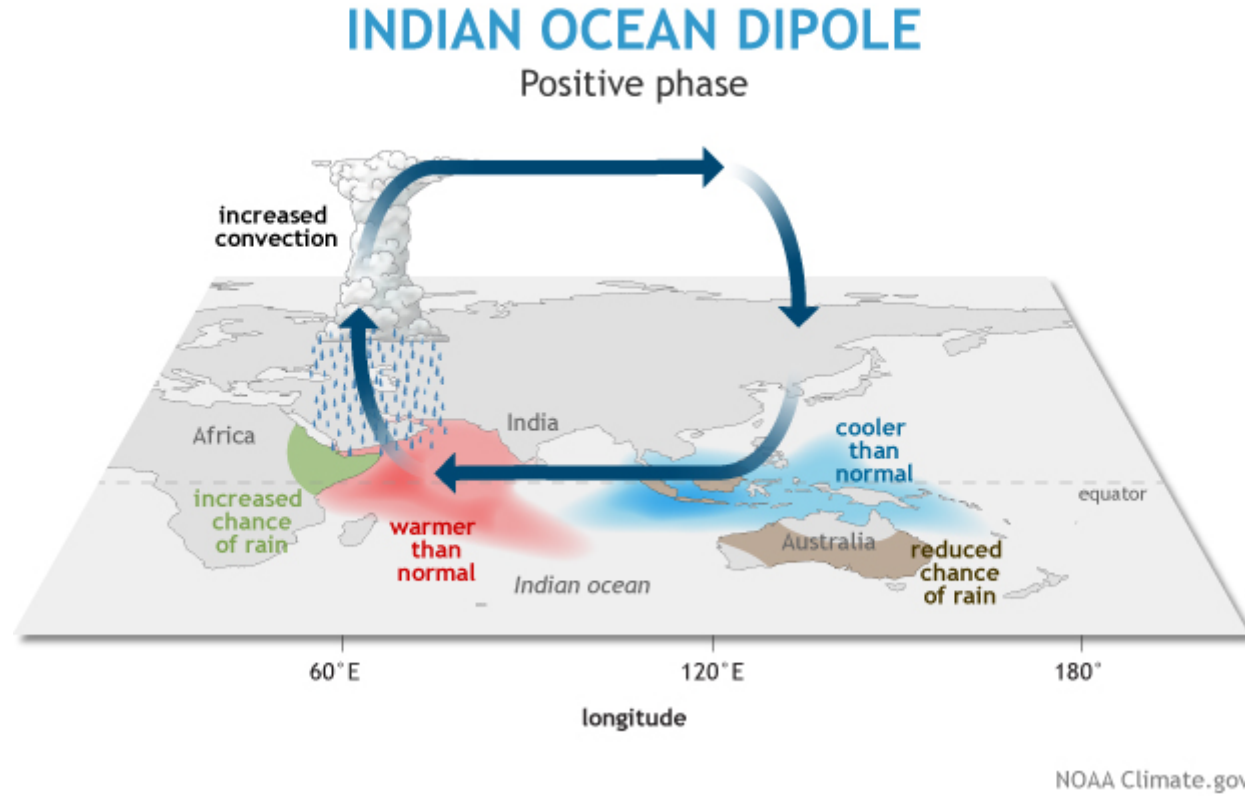 INDIAN OCEAN DIPOLE
Positive phase
increased
convection
Africa
India
cooler
than
normal
equator
increased
chance
of rain
warmer
than
normal
Australia
reduced
chance
of rain
Indian ocean
60°E
120°E
180°
longitude
NOAA Climate.gov